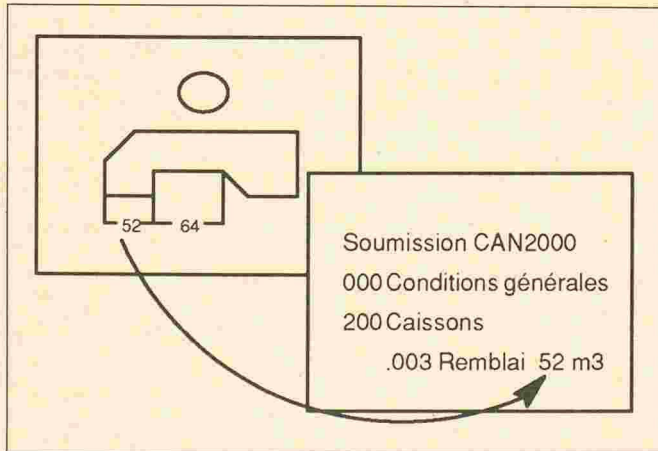 52 64
Soumission CAN2000
000 Conditions générales
200 Caissons
.003 Remblai 52 m3